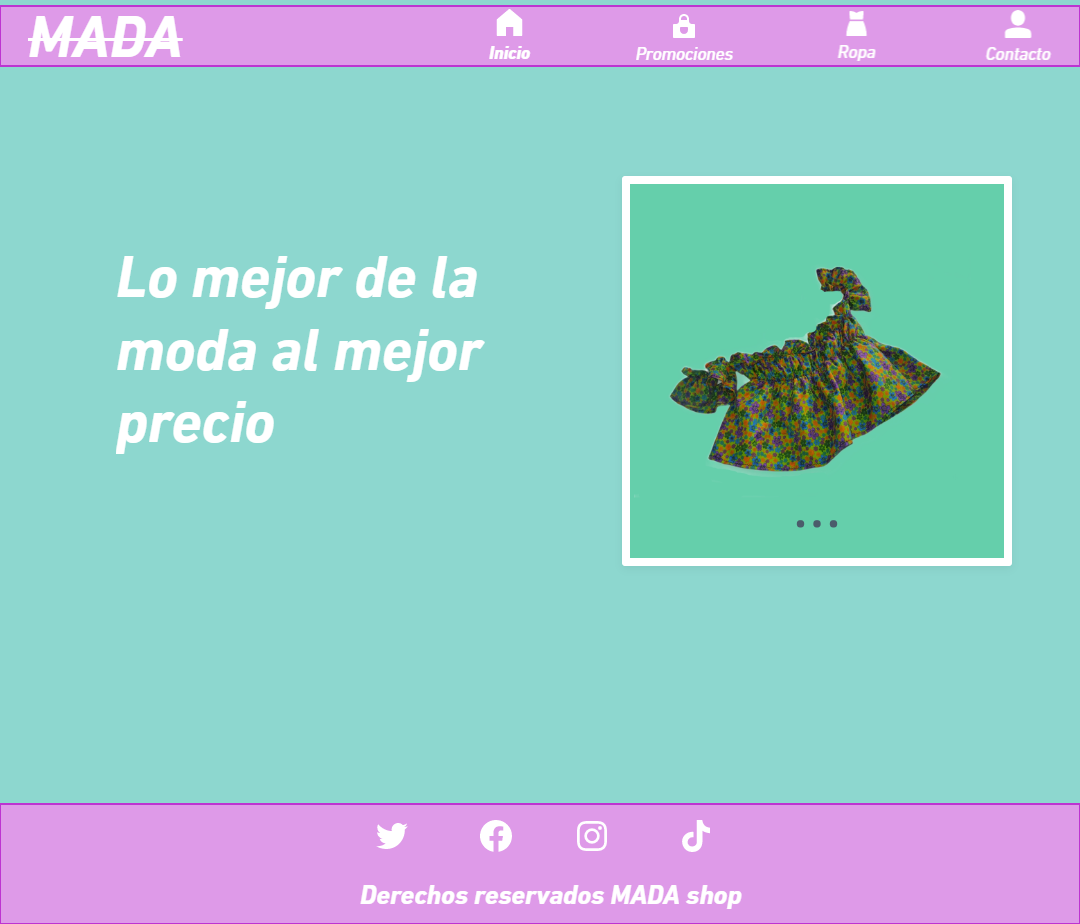 MADA
Inicio
Promociones
Ropa
Contacto
Lo mejor de la
moda al mejor
precio
Derechos reservados MADA shop